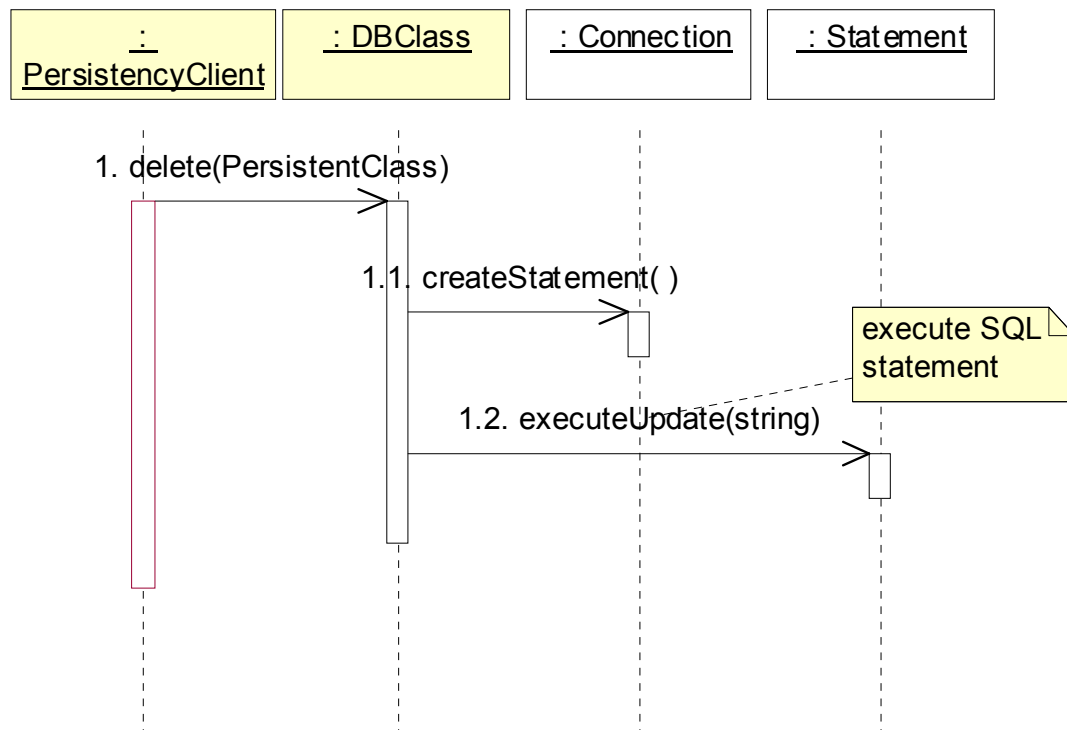 :
PersistencyClient
: DBClass
: Connection
: Statement
1. delete(PersistentClass)
1.1. createStatement( )
execute SQL
statement
1.2. executeUpdate(string)